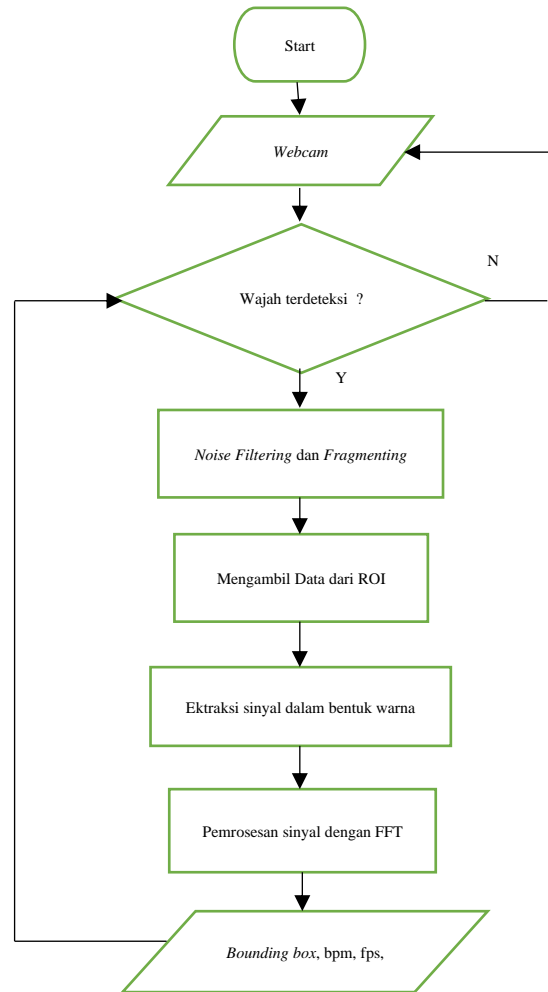 Start
Webcam
N
Wajah terdeteksi ?
Y
Noise Filtering dan Fragmenting
Mengambil Data dari ROI
Ektraksi sinyal dalam bentuk warna
Pemrosesan sinyal dengan FFT
Bounding box, bpm, fps,